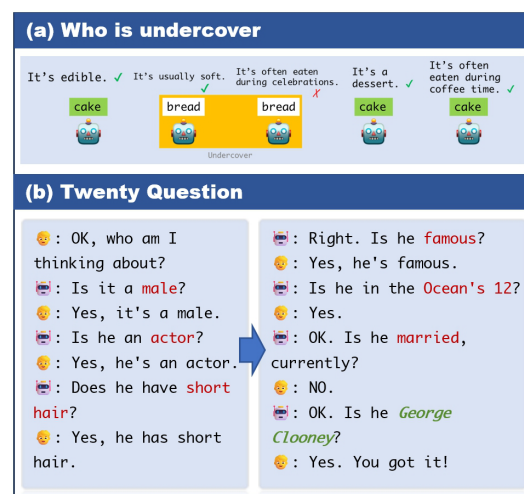 (a) Who is undercover
It's edible. ✓
It's usually soft.
✓
It's often eaten
during celebrations.
✗
It's a
dessert. ✓
It's often
eaten during
coffee time. ✓
cake
bread
bread
cake
cake
Undercover
(b) Twenty Question
: OK, who am I
thinking about?
: Is it a male?
: Yes, it's a male.
: Is he an actor?
: Yes, he's an actor.
: Does he have short
hair?
: Yes, he has short
hair.
: Right. Is he famous?
: Yes, he's famous.
: Is he in the Ocean's 12?
: Yes.
: OK. Is he married,
currently?
: NO.
: OK. Is he George
Clooney?
: Yes. You got it!